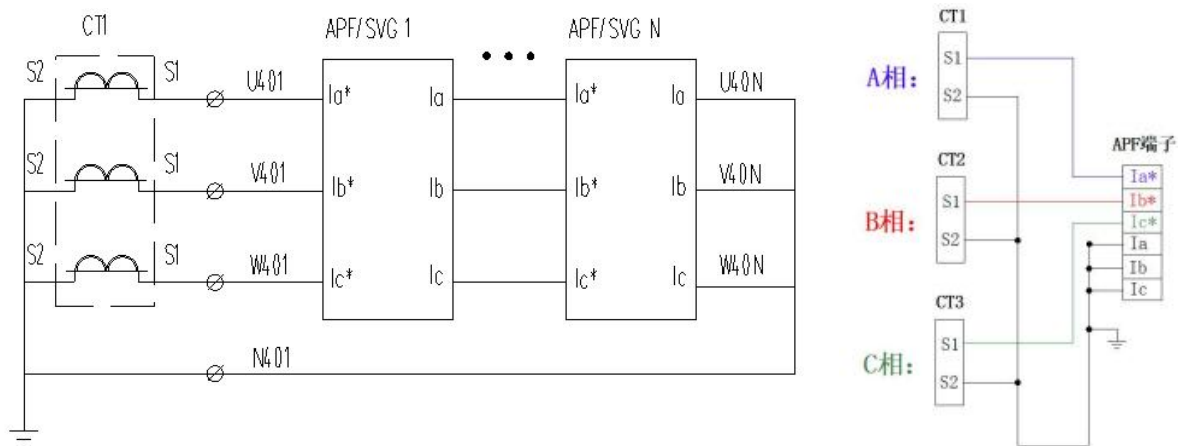 CT1
APF/SVG 1
•••
APF/SVG N
S2
S1
U401
Ia*
Ia
Ia*
Ia
U40N
S2
S1
V401
Ib*
Ib
Ib*
Ib
V40N
S2
S1
W401
Ic*
Ic
Ic*
Ic
W40N
N401
CT1
A相:
S1
S2
CT2
B相:
S1
S2
CT3
C相:
S1
S2
APF端子
Ia*
Ib*
Ic*
Ia
Ib
Ic